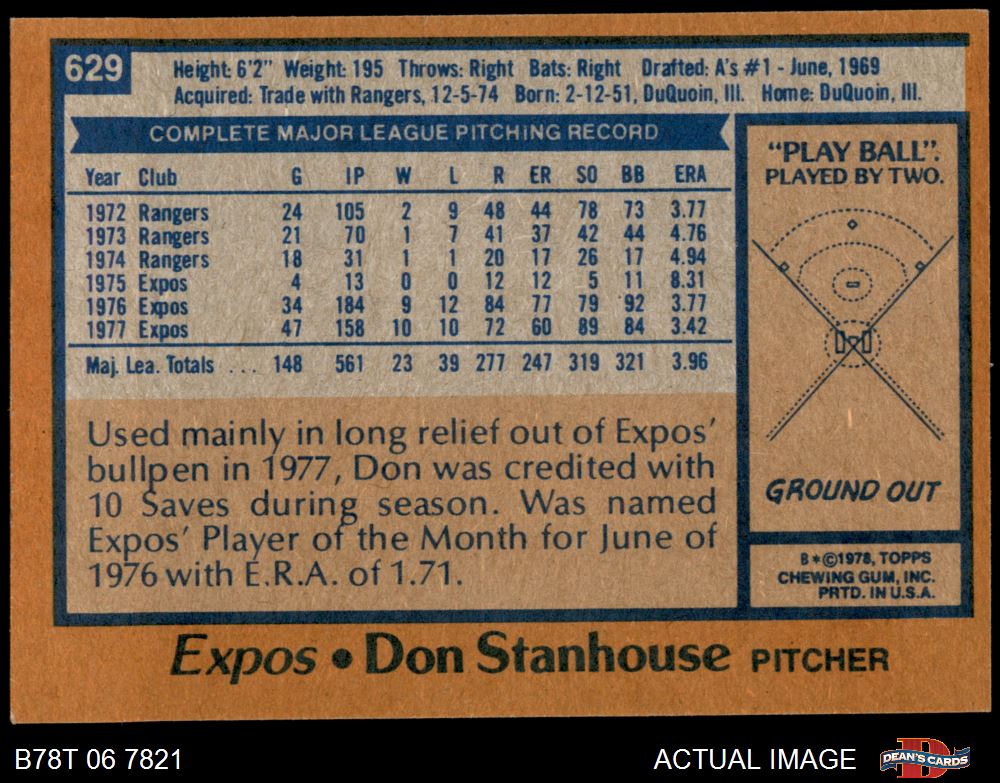 629
Height: 6'2" Weight: 195 Throws: Right Bats: Right Drafted: A's #1 - June, 1969
Acquired: Trade with Rangers, 12-5-74 Born: 2-12-51, DuQuoin, Ill. Home: DuQuoin, Ill.
COMPLETE MAJOR LEAGUE PITCHING RECORD
Year Club G IP W L R ER SO BB ERA
1972 Rangers 24 105 2 9 48 44 78 73 3.77
1973 Rangers 21 70 1 7 41 37 42 44 4.76
1974 Rangers 18 31 1 1 20 17 26 17 4.94
1975 Expos 4 13 0 0 12 12 5 11 8.31
1976 Expos 34 184 9 12 84 77 79 92 3.77
1977 Expos 47 158 10 10 72 60 89 84 3.42
Maj. Lea. Totals ... 148 561 23 39 277 247 319 321 3.96
Used mainly in long relief out of Expos'
bullpen in 1977, Don was credited with
10 Saves during season. Was named
Expos' Player of the Month for June of
1976 with E.R.A. of 1.71.
"PLAY BALL":
PLAYED BY TWO.
GROUND OUT
B*©1978, TOPPS
CHEWING GUM, INC.
PRTD. IN U.S.A.
Expos • Don Stanhouse PITCHER
B78T 06 7821
ACTUAL IMAGE
DEAN'S CARDS